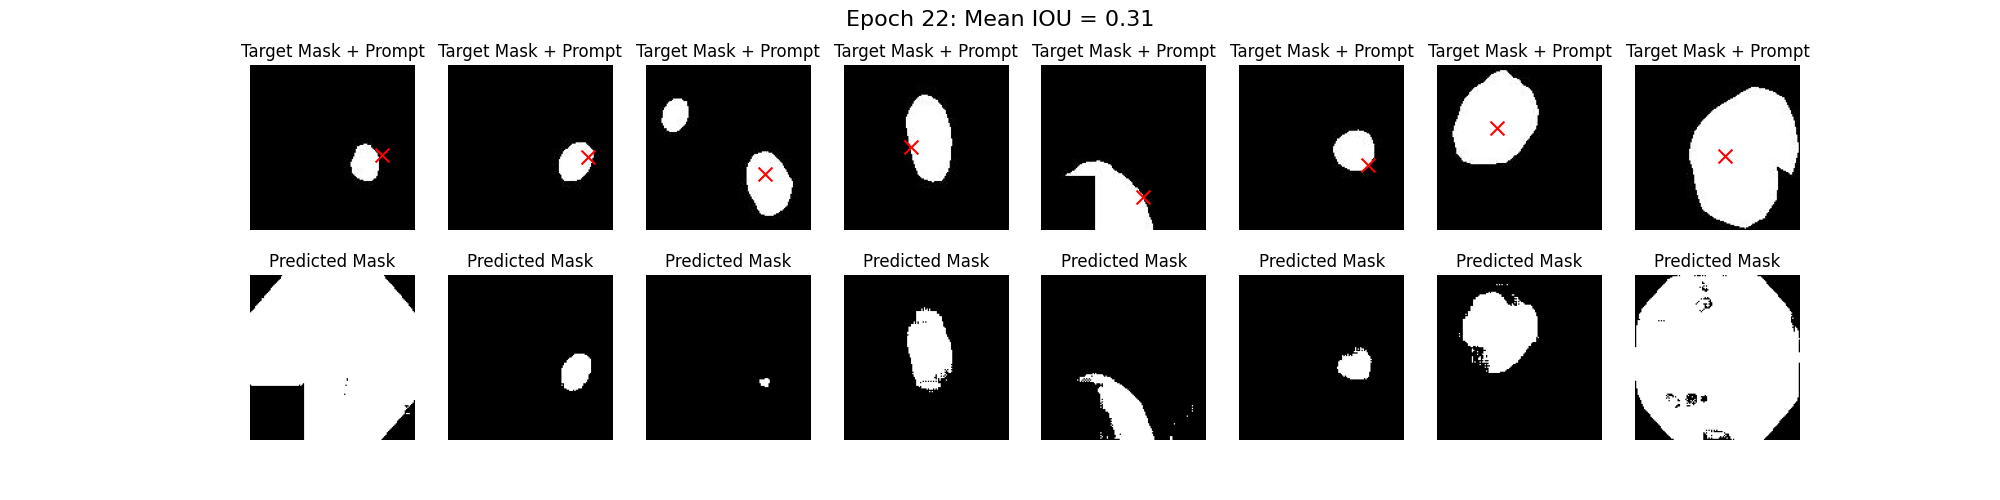 Epoch 22: Mean IOU = 0.31
Target Mask + Prompt Target Mask + Prompt Target Mask + Prompt Target Mask + Prompt Target Mask + Prompt Target Mask + Prompt Target Mask + Prompt Target Mask + Prompt
Predicted Mask Predicted Mask Predicted Mask Predicted Mask Predicted Mask Predicted Mask Predicted Mask Predicted Mask